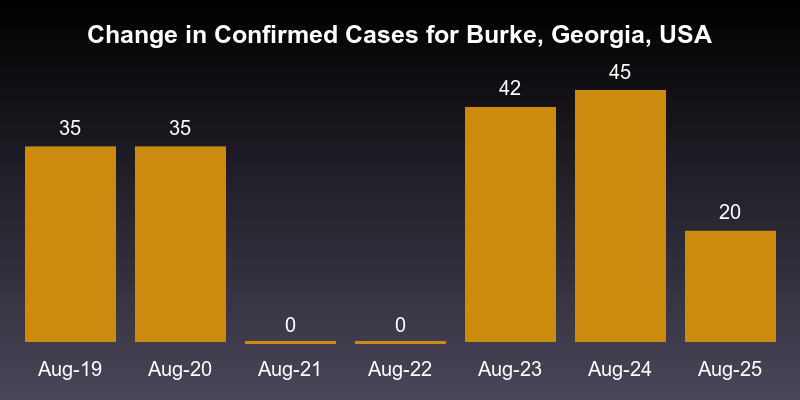 Change in Confirmed Cases for Burke, Georgia, USA
35 35 0 0 42 45 20
Aug-19 Aug-20 Aug-21 Aug-22 Aug-23 Aug-24 Aug-25